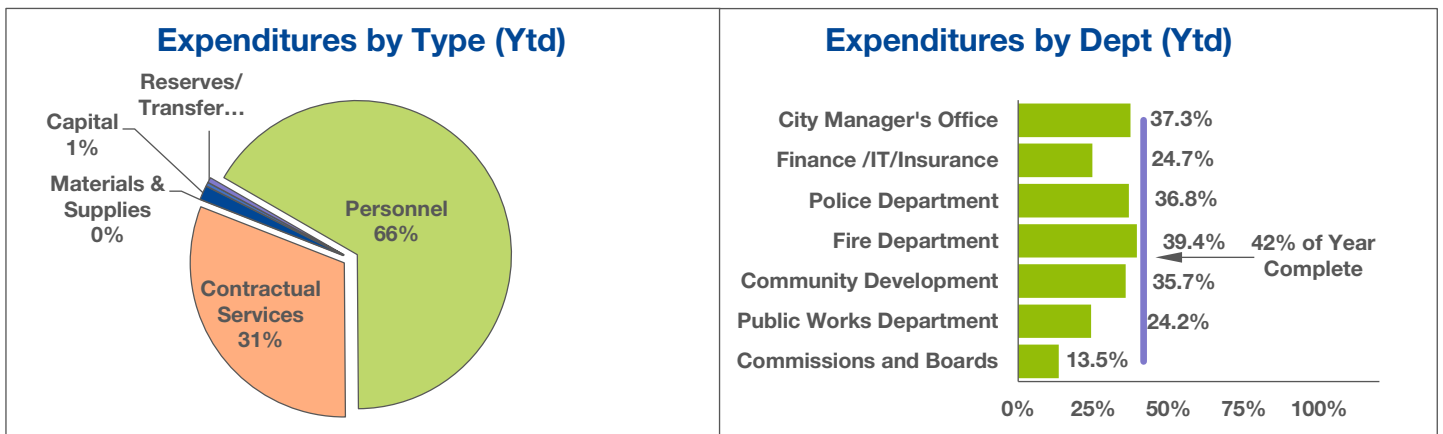 Expenditures by Type (Ytd)
Reserves/
Transfer...
Capital
1%
Materials &
Supplies
0%
Personnel
66%
Contractual
Services
31%
Expenditures by Dept (Ytd)
City Manager's Office 37.3%
Finance /IT/Insurance 24.7%
Police Department 36.8%
Fire Department 39.4%
Community Development 35.7%
Public Works Department 24.2%
Commissions and Boards 13.5%
42% of Year
Complete
0% 25% 50% 75% 100%